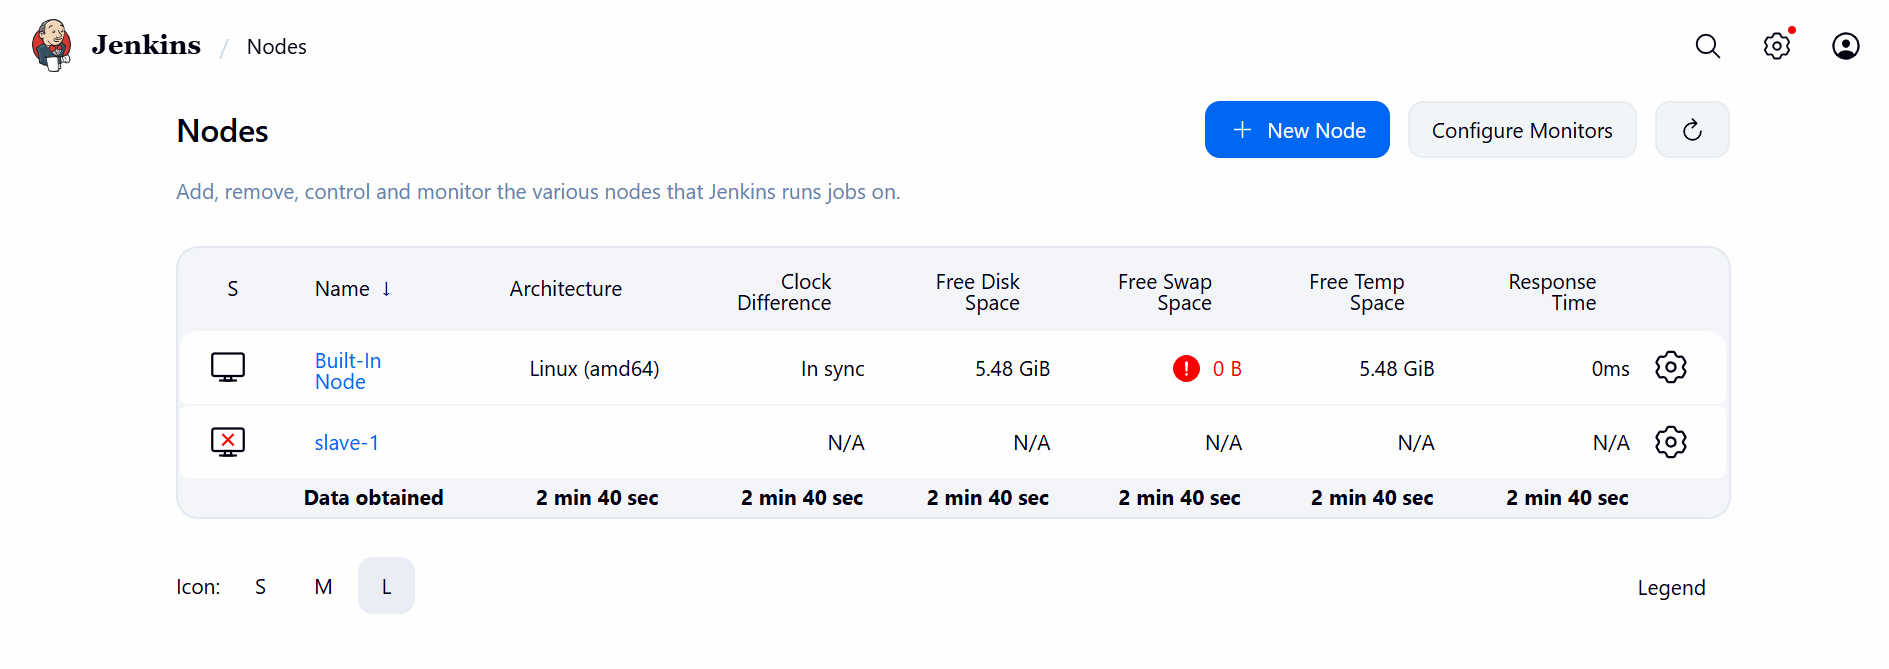 Jenkins / Nodes
Nodes
+ New Node
Configure Monitors
Add, remove, control and monitor the various nodes that Jenkins runs jobs on.
S Name ↓ Architecture Clock Difference Free Disk Space Free Swap Space Free Temp Space Response Time
Built-In Node Linux (amd64) In sync 5.48 GiB ! 0 B 5.48 GiB 0ms
slave-1 N/A N/A N/A N/A N/A
Data obtained 2 min 40 sec 2 min 40 sec 2 min 40 sec 2 min 40 sec 2 min 40 sec 2 min 40 sec
Icon: S M L
Legend